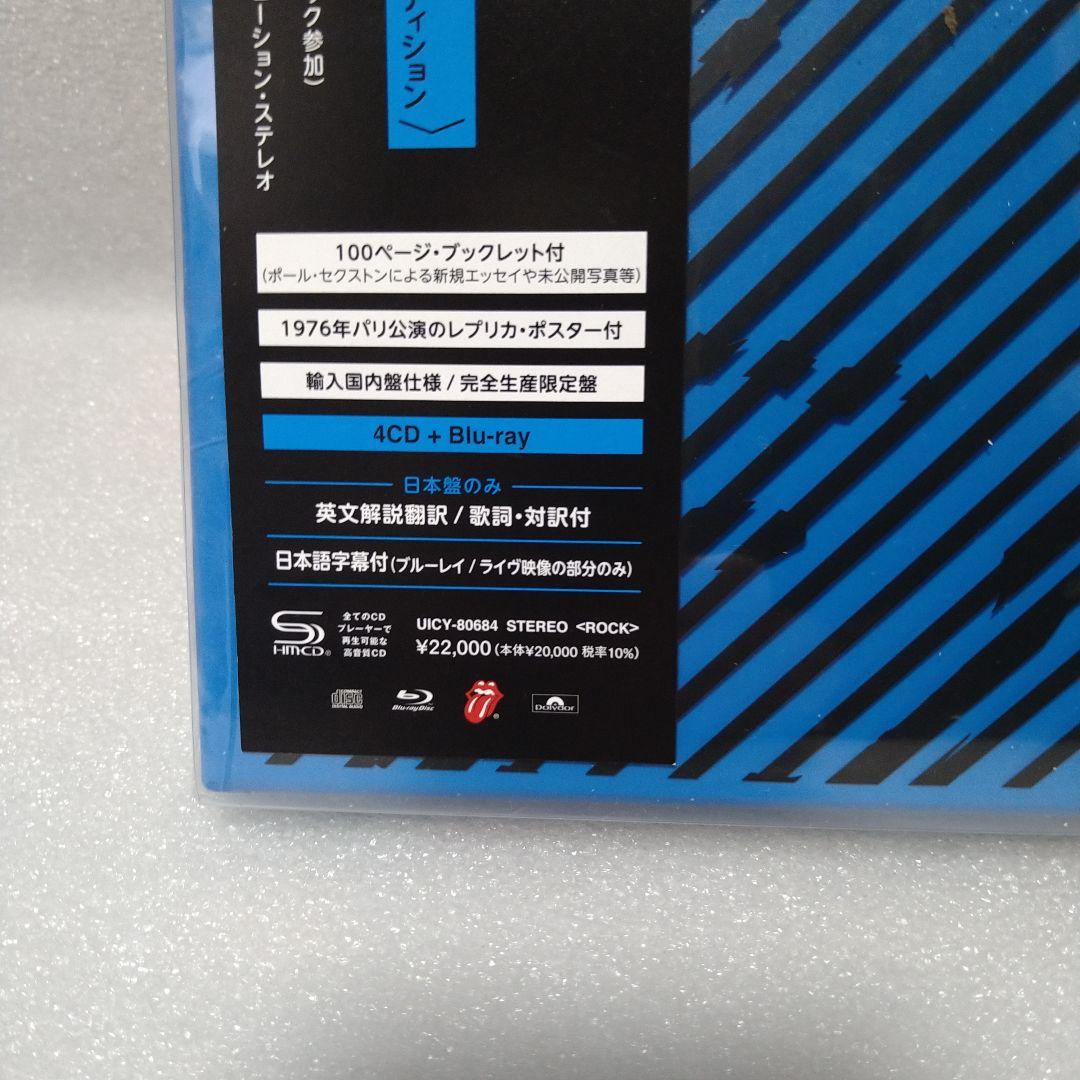 ク参加）
ーション・ステレオ
ディション〉
100ページ・ブックレット付
（ポール・セクストンによる新規エッセイや未公開写真等）
1976年パリ公演のレプリカ・ポスター付
輸入国内盤仕様 / 完全生産限定盤
4CD + Blu-ray
日本盤のみ
英文解説翻訳 / 歌詞・対訳付
日本語字幕付(ブルーレイ / ライヴ映像の部分のみ)
HMCD®
全てのCD
プレーヤーで
再生可能な
高音質CD
UICY-80684 STEREO <ROCK>
¥22,000（本体¥20,000 税率10%）
COMPACT
disc
DIGITAL AUDIO
Blu-ray Disc
®
Polydor